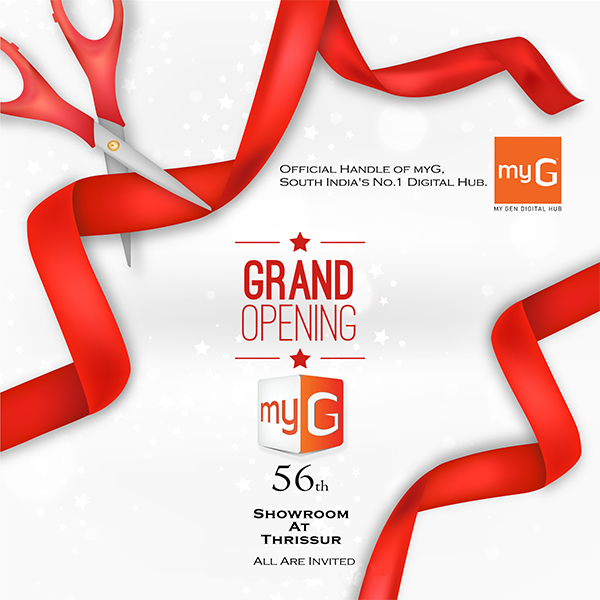 Official Handle of myG,
South India's No.1 Digital Hub.
myG
MY GEN DIGITAL HUB
GRAND
OPENING
myG
56th
Showroom
At
Thrissur
All Are Invited